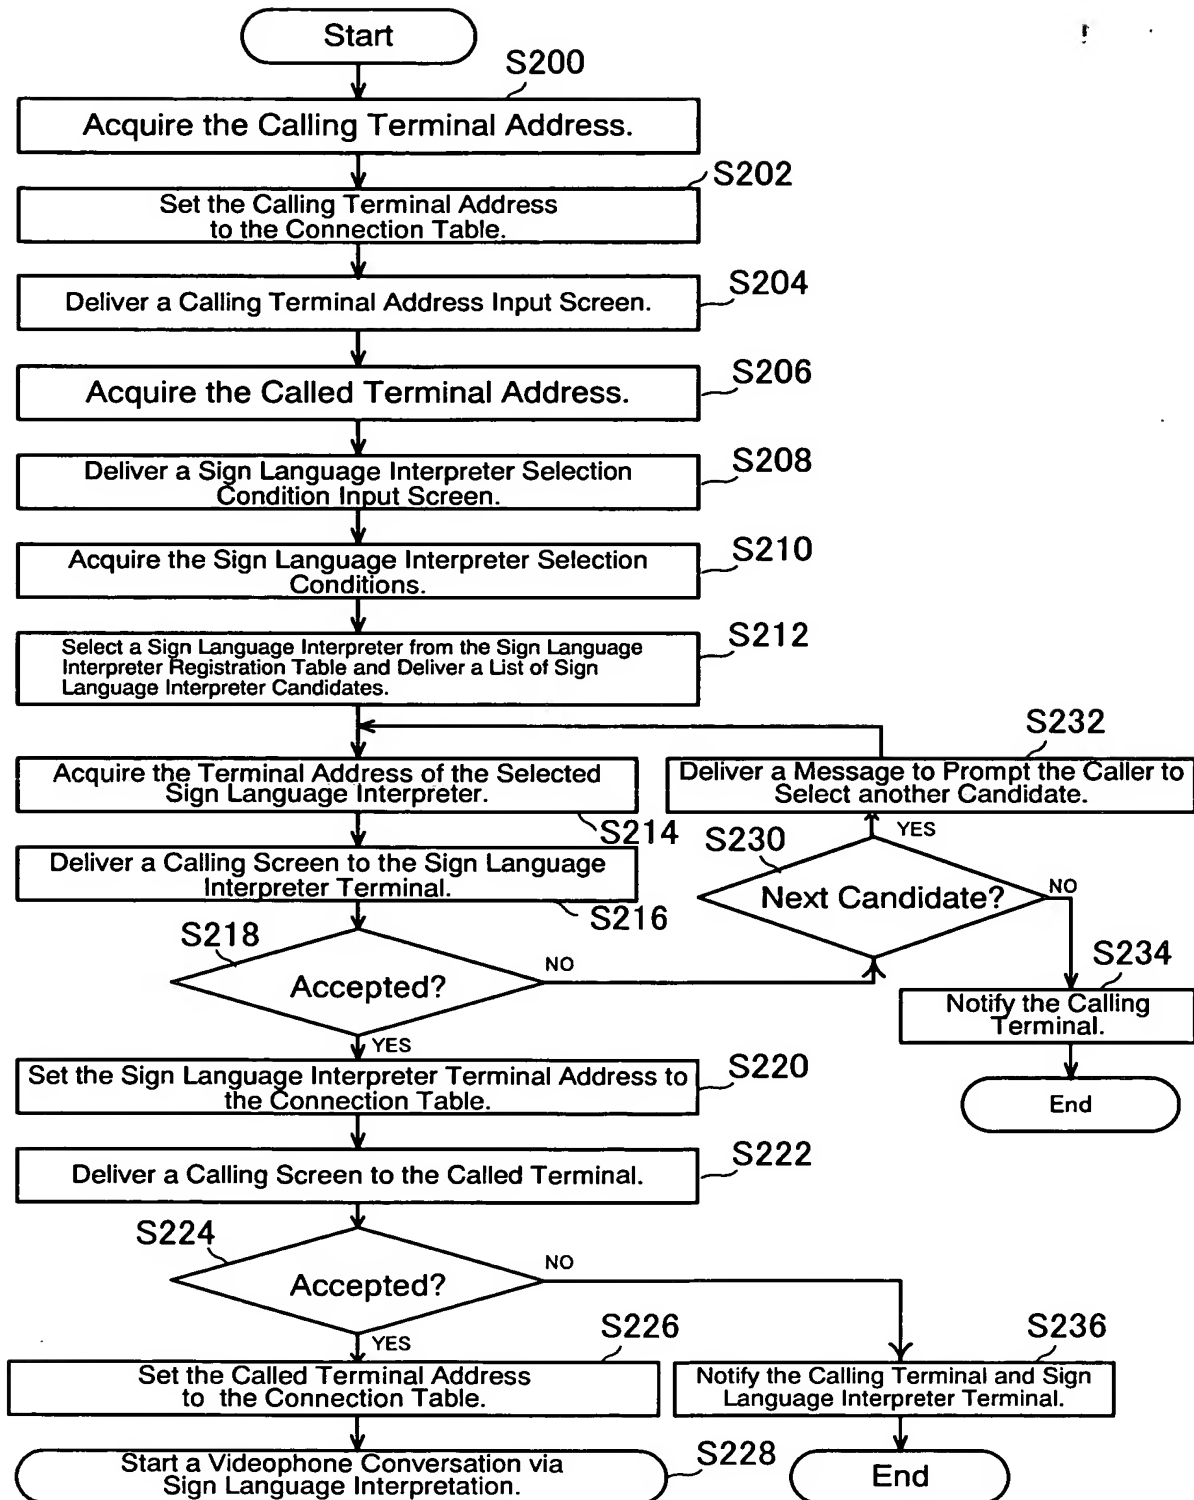 Start
S200
Acquire the Calling Terminal Address.
S202
Set the Calling Terminal Address
to the Connection Table.
S204
Deliver a Calling Terminal Address Input Screen.
S206
Acquire the Called Terminal Address.
S208
Deliver a Sign Language Interpreter Selection
Condition Input Screen.
S210
Acquire the Sign Language Interpreter Selection
Conditions.
S212
Select a Sign Language Interpreter from the Sign Language
Interpreter Registration Table and Deliver a List of Sign
Language Interpreter Candidates.
S232
Acquire the Terminal Address of the Selected
Sign Language Interpreter.
Deliver a Message to Prompt the Caller to
Select another Candidate.
S214
YES
S230
Deliver a Calling Screen to the Sign Language
Interpreter Terminal.
Next Candidate?
NO
S216
S218
NO
Accepted?
S234
Notify the Calling
Terminal.
YES
S220
Set the Sign Language Interpreter Terminal Address to
the Connection Table.
End
S222
Deliver a Calling Screen to the Called Terminal.
S224
NO
Accepted?
YES
S226
S236
Set the Called Terminal Address
to the Connection Table.
Notify the Calling Terminal and Sign
Language Interpreter Terminal.
S228
Start a Videophone Conversation via
Sign Language Interpretation.
End